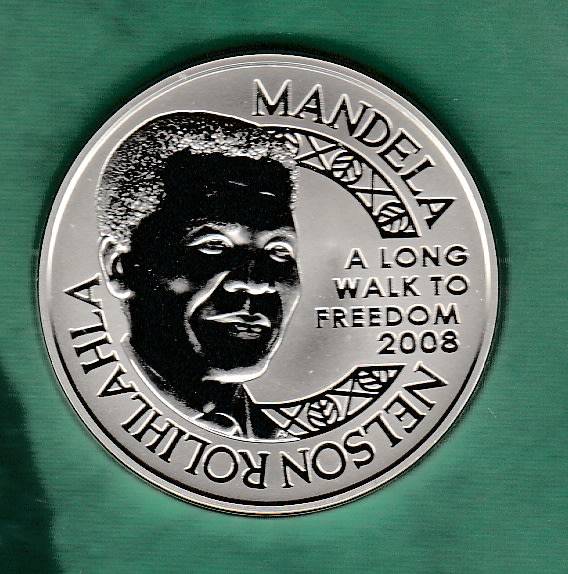 NELSON ROLIHLAHLA
MANDELA
A LONG
WALK TO
FREEDOM
2008